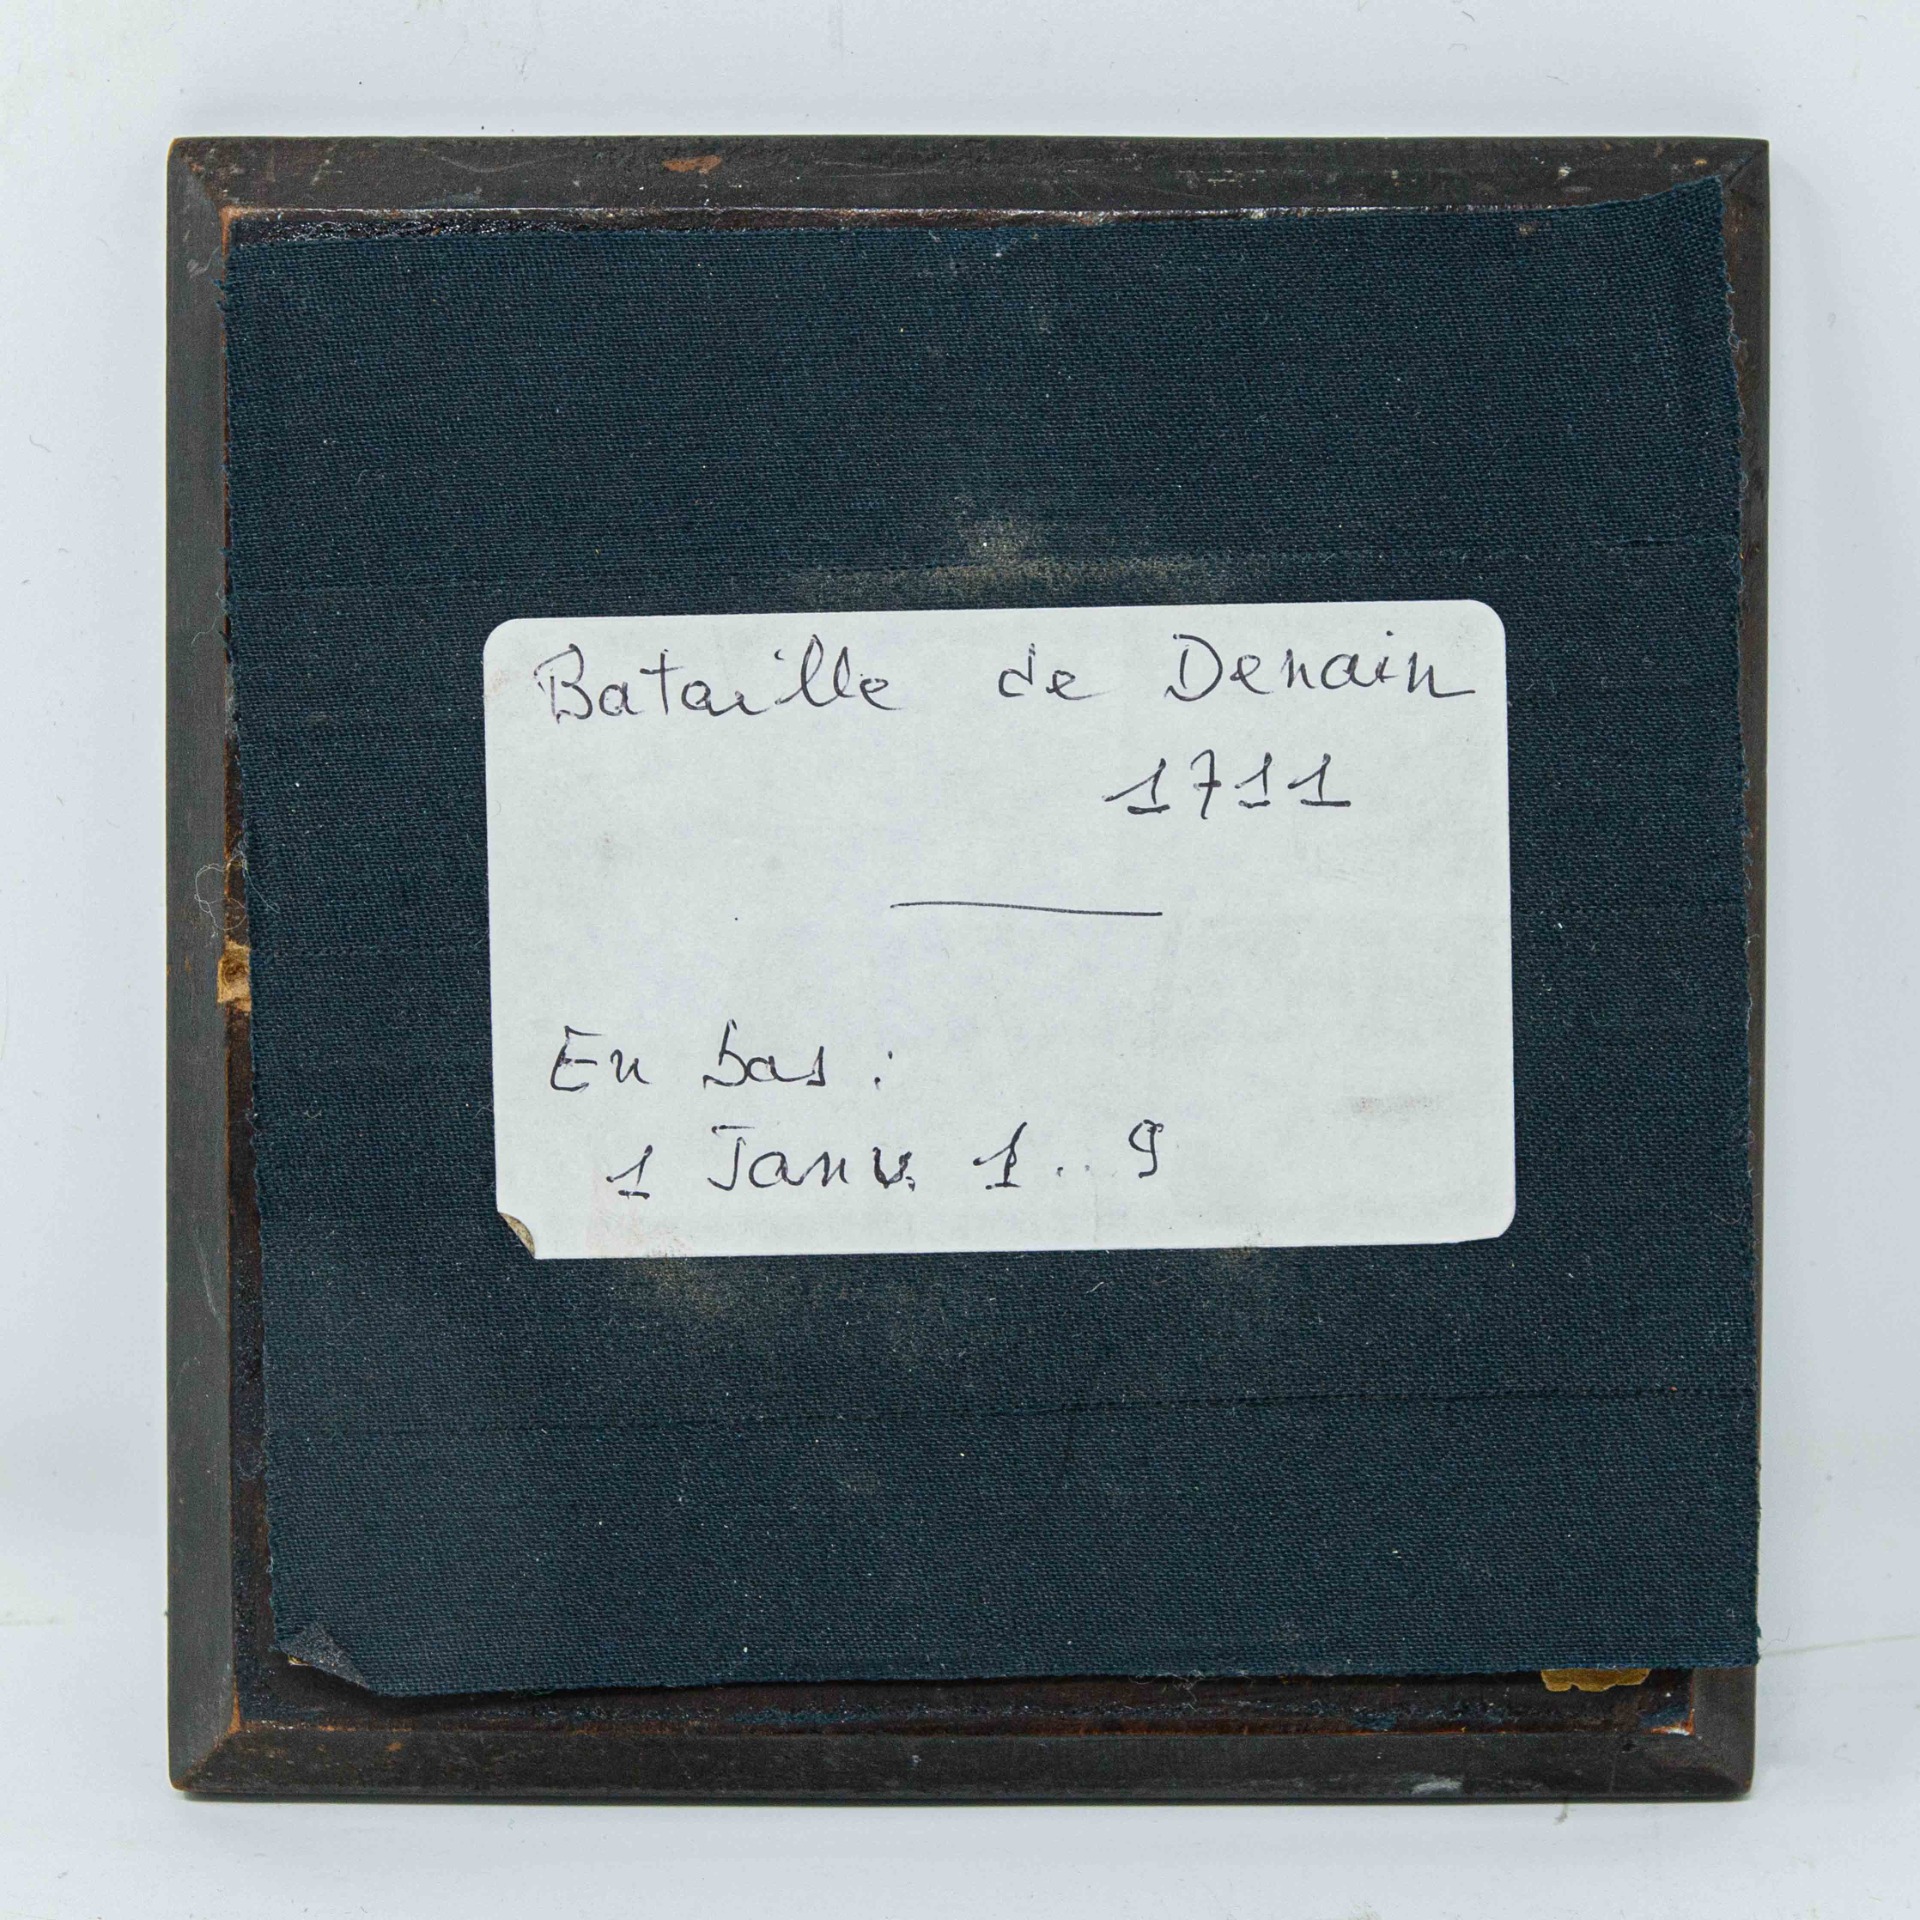 Bataille de Denain
1711
En bas :
1 Janv. 1 . . 9